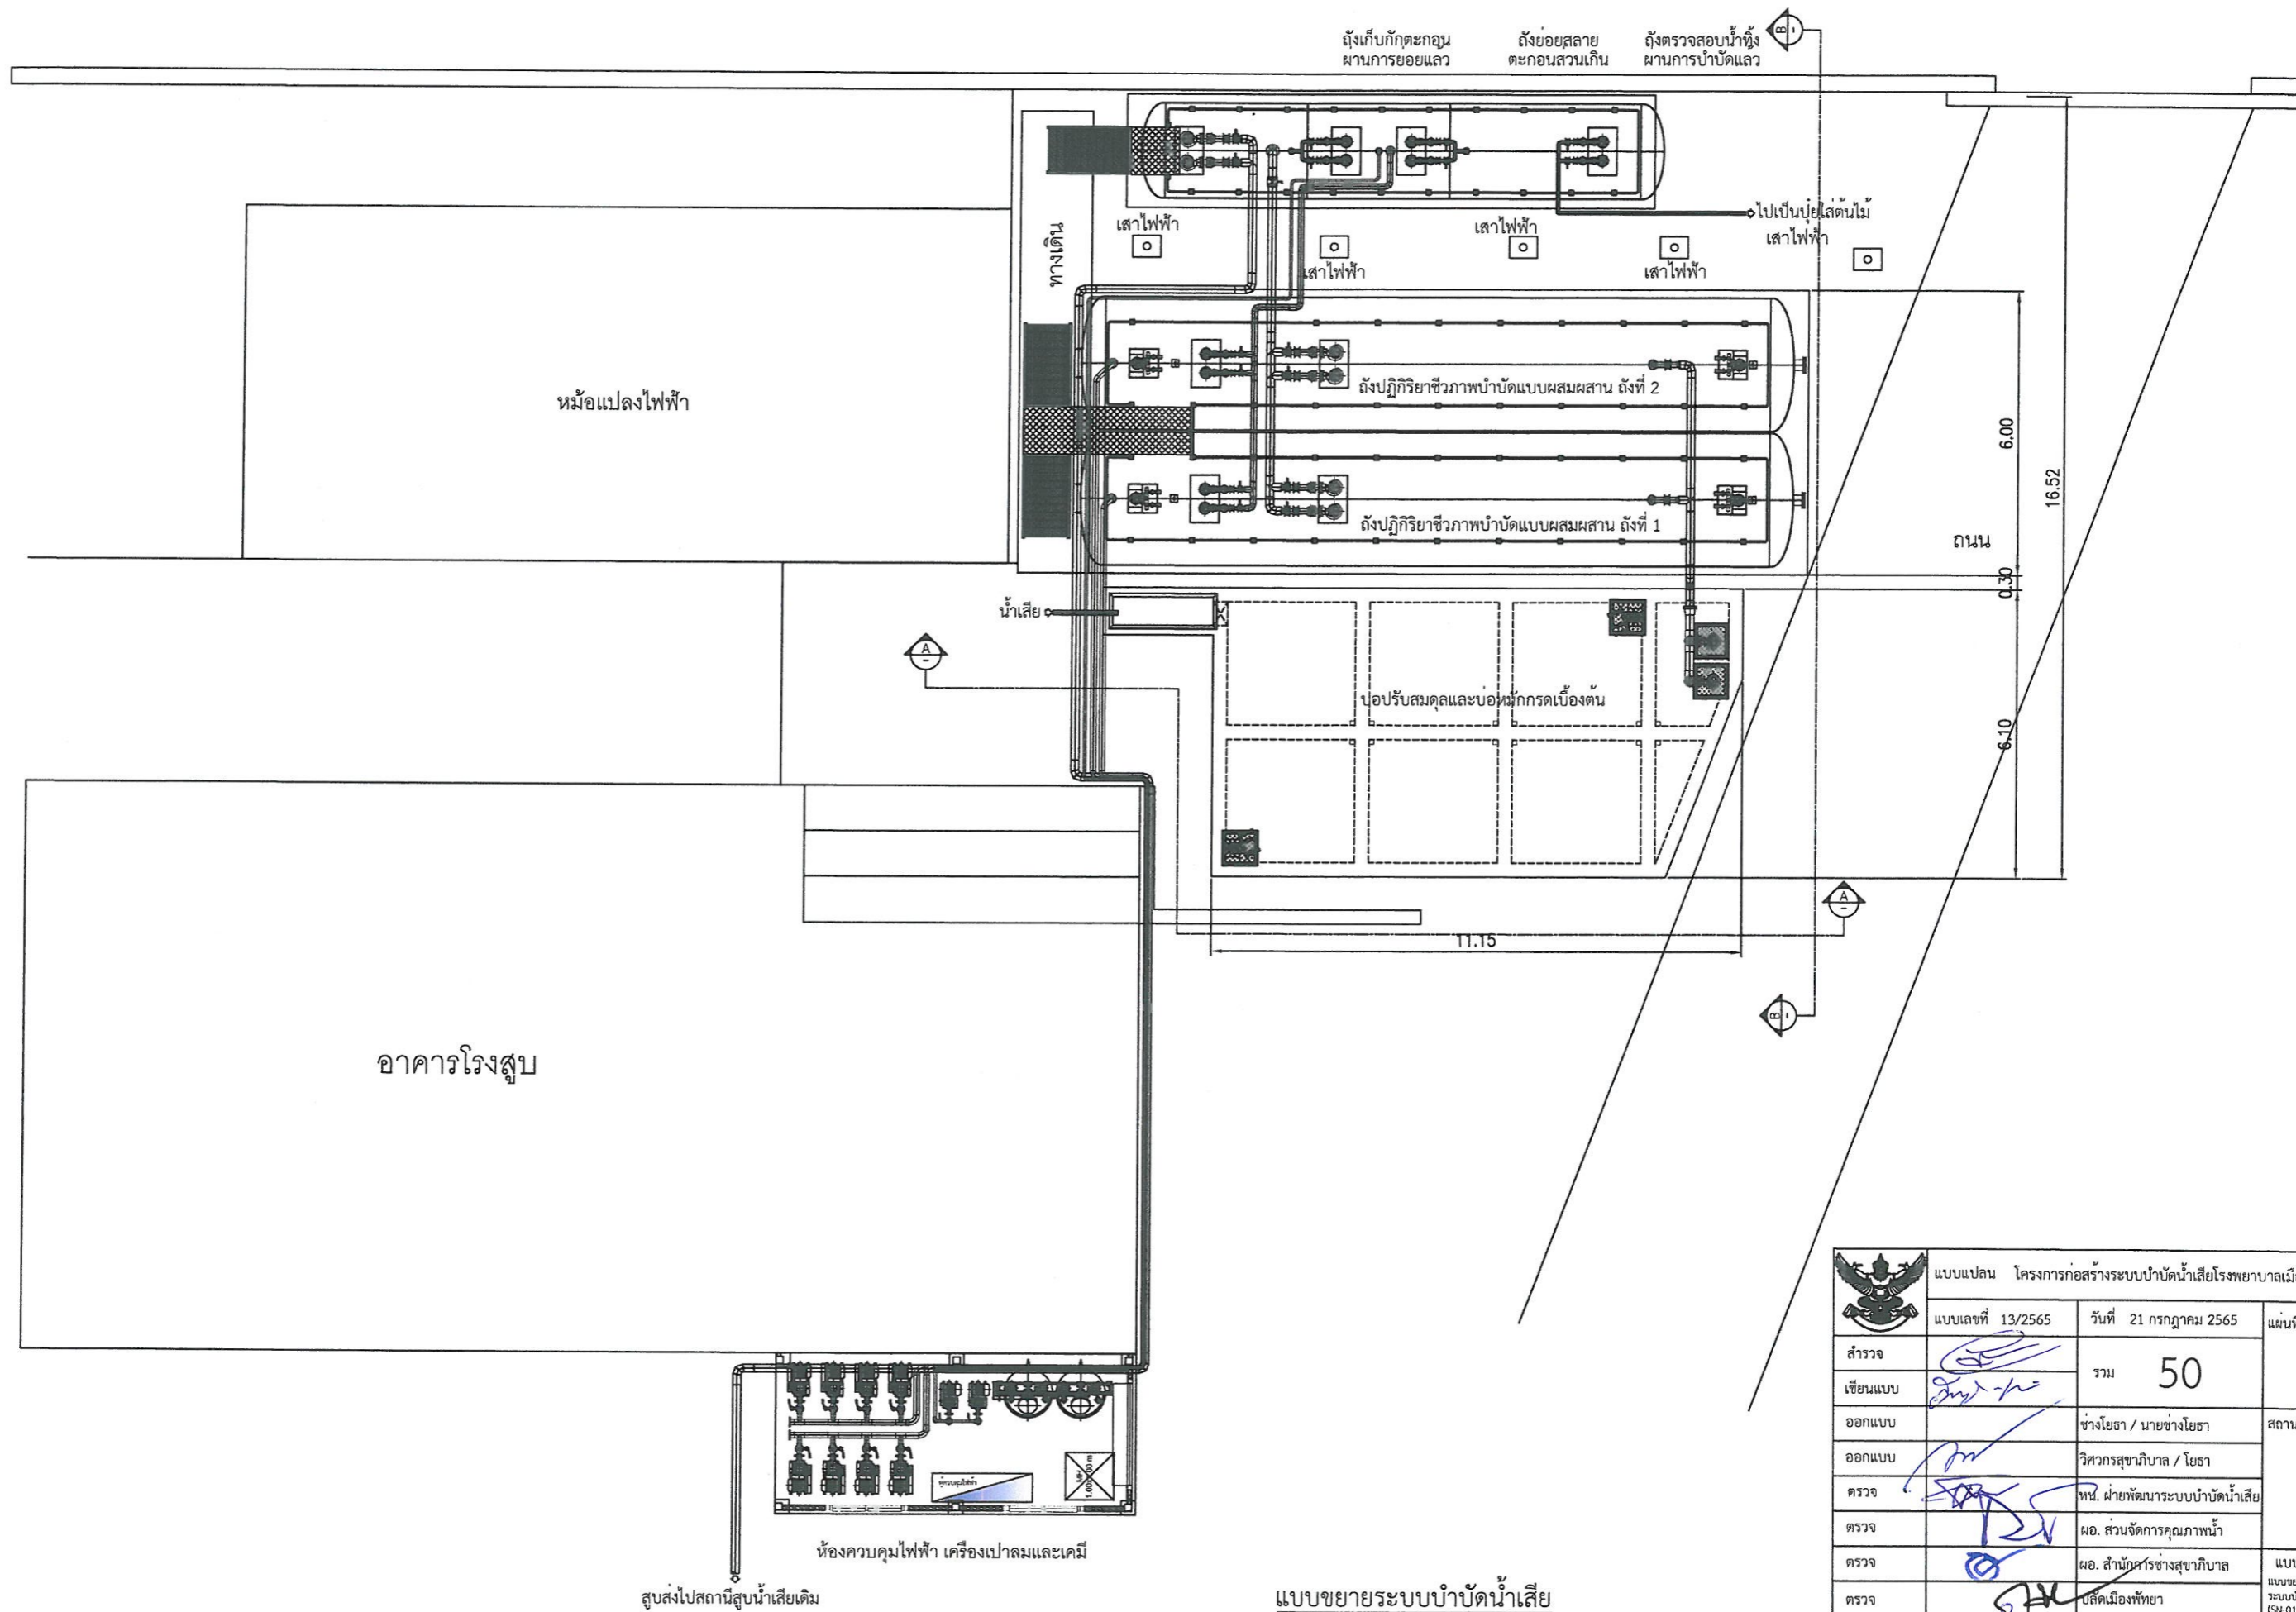 ถังเก็บกักตะกอน
ผ่านการย่อยแล้ว
ถังย่อยสลาย
ตะกอนส่วนเกิน
ถังตรวจสอบน้ำทิ้ง
ผ่านการบำบัดแล้ว
B
-
ไปเป็นปุ๋ยใส่ต้นไม้
เสาไฟฟ้า
เสาไฟฟ้า
เสาไฟฟ้า
เสาไฟฟ้า
เสาไฟฟ้า
ทางเดิน
หม้อแปลงไฟฟ้า
ถังปฏิกิริยาชีวภาพบำบัดแบบผสมผสาน ถังที่ 2
6.00
16.52
ถังปฏิกิริยาชีวภาพบำบัดแบบผสมผสาน ถังที่ 1
ถนน
0.30
น้ำเสีย
A
-
บ่อปรับสมดุลและบ่อหมักกรดเบื้องต้น
6.10
A
-
11.15
B
-
อาคารโรงสูบ
ตู้ควบคุมไฟฟ้า
MH
ห้องควบคุมไฟฟ้า เครื่องเป่าลมและเคมี
สูบส่งไปสถานีสูบน้ำเสียเดิม
แบบขยายระบบบำบัดน้ำเสีย
แบบแปลน โครงการก่อสร้างระบบบำบัดน้ำเสียโรงพยาบาลเมือ
แบบเลขที่ 13/2565
วันที่ 21 กรกฎาคม 2565
แผ่นที่
สำรวจ
รวม 50
เขียนแบบ
ออกแบบ
ช่างโยธา / นายช่างโยธา
สถาน
ออกแบบ
วิศวกรสุขาภิบาล / โยธา
ตรวจ
หน. ฝ่ายพัฒนาระบบบำบัดน้ำเสีย
ตรวจ
ผอ. ส่วนจัดการคุณภาพน้ำ
ตรวจ
ผอ. สำนักการช่างสุขาภิบาล
แบบ
ตรวจ
ปลัดเมืองพัทยา